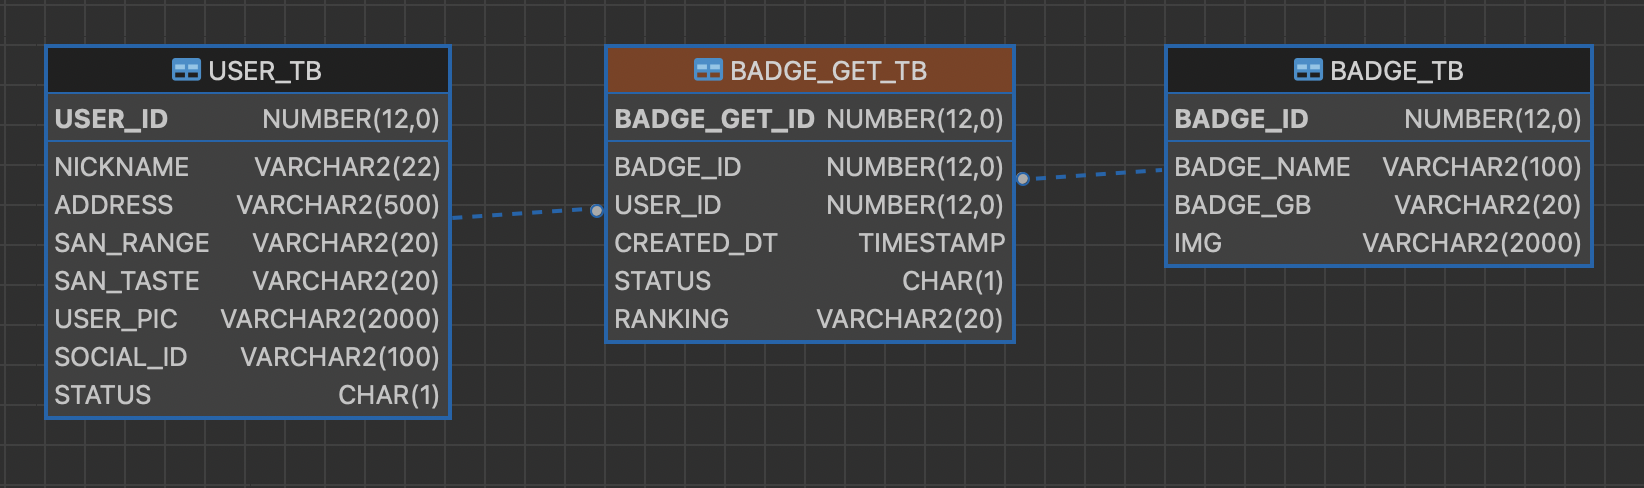 USER_TB
USER_ID NUMBER(12,0)
NICKNAME VARCHAR2(22)
ADDRESS VARCHAR2(500)
SAN_RANGE VARCHAR2(20)
SAN_TASTE VARCHAR2(20)
USER_PIC VARCHAR2(2000)
SOCIAL_ID VARCHAR2(100)
STATUS CHAR(1)
BADGE_GET_TB
BADGE_GET_ID NUMBER(12,0)
BADGE_ID NUMBER(12,0)
USER_ID NUMBER(12,0)
CREATED_DT TIMESTAMP
STATUS CHAR(1)
RANKING VARCHAR2(20)
BADGE_TB
BADGE_ID NUMBER(12,0)
BADGE_NAME VARCHAR2(100)
BADGE_GB VARCHAR2(20)
IMG VARCHAR2(2000)